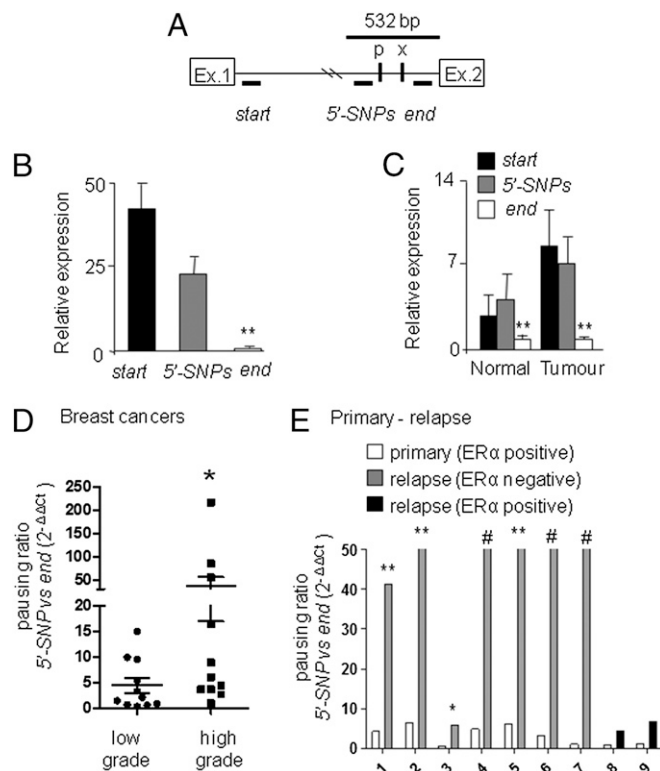 A
532 bp
p x
Ex.1 Ex.2
start 5'-SNPs end
B
Relative expression
50
25
0
**
start 5'-SNPs end
C
start
5'-SNPs
end
Relative expression
14
7
0
** **
Normal Tumour
D Breast cancers
pausing ratio
5'-SNPvs end (2-ΔΔCt)
250
200
150
100
50
20
15
10
5
0
*
low grade
high grade
E Primary - relapse
primary (ERα positive)
relapse (ERα negative)
relapse (ERα positive)
pausing ratio
5'-SNPvs end (2-ΔΔCt)
50
40
30
20
10
0
** ** * # ** # #
1 2 3 4 5 6 7 8 9